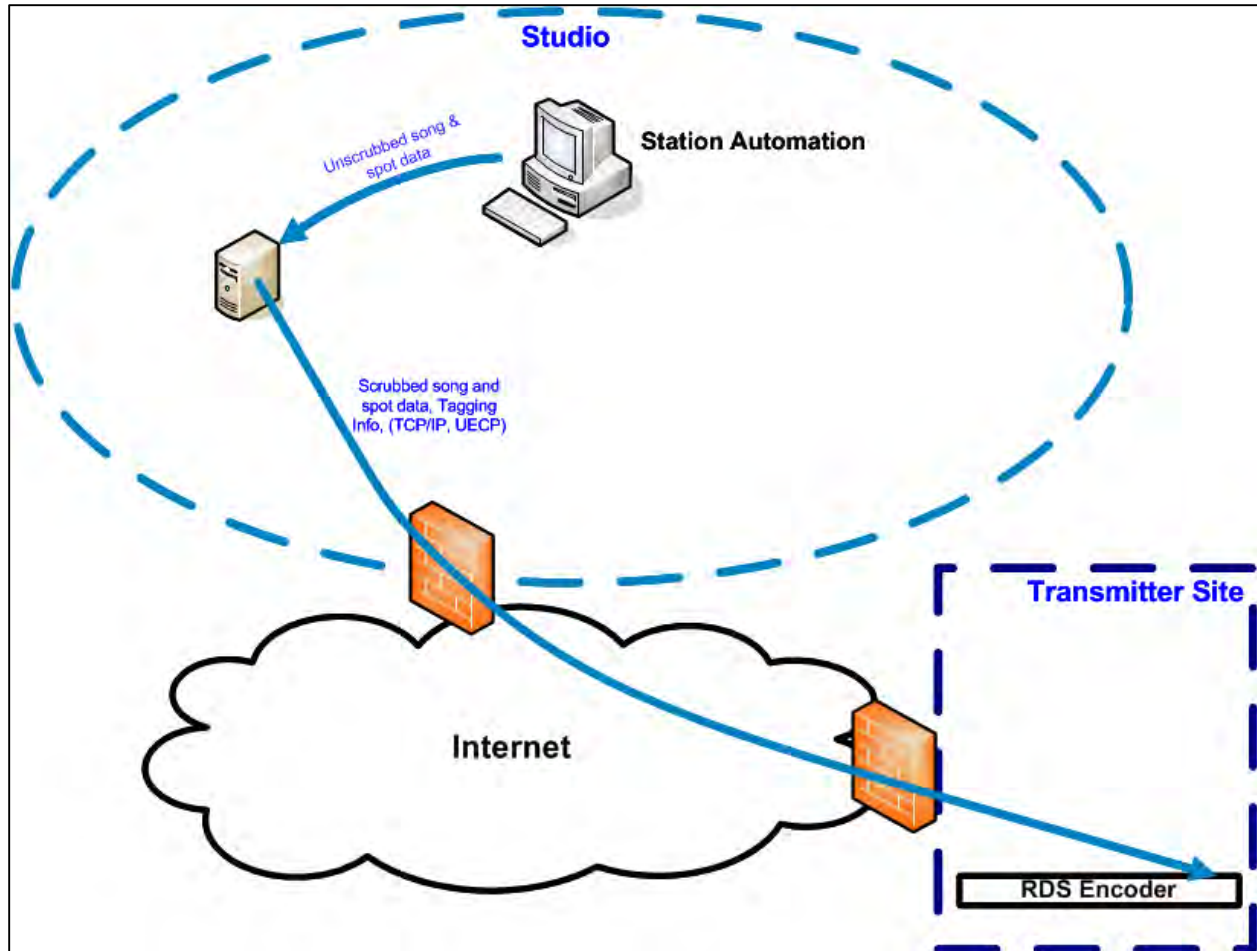 Studio
Station Automation
Unscrubbed song &
spot data
Scrubbed song and
spot data, Tagging
Info, (TCP/IP, UECP)
Transmitter Site
Internet
RDS Encoder